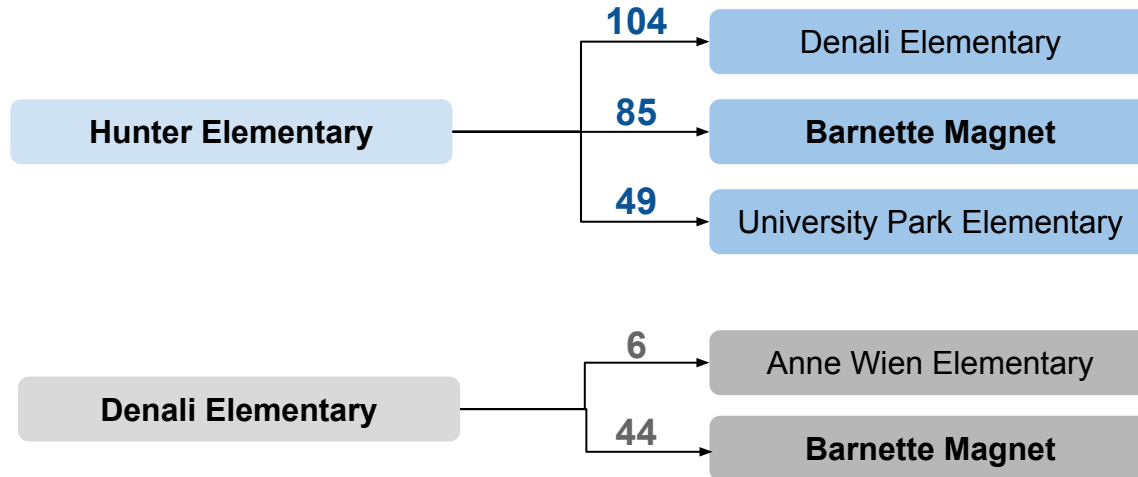 104
Denali Elementary
Hunter Elementary
85
Barnette Magnet
49
University Park Elementary
6
Anne Wien Elementary
Denali Elementary
44
Barnette Magnet